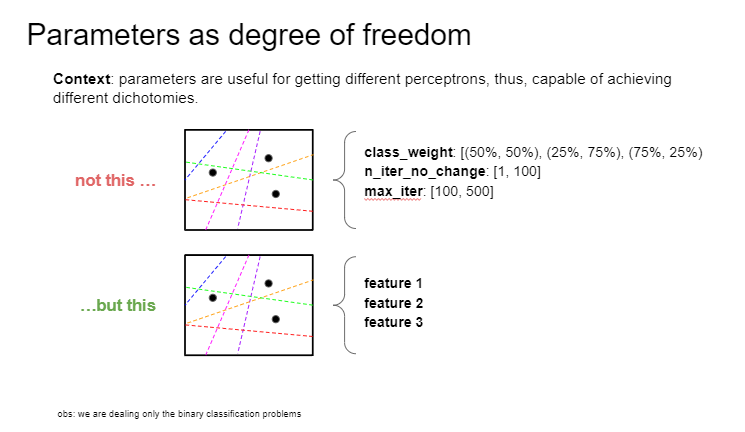 Parameters as degree of freedom
Context: parameters are useful for getting different perceptrons, thus, capable of achieving
different dichotomies.
not this …
class_weight: [(50%, 50%), (25%, 75%), (75%, 25%)
n_iter_no_change: [1, 100]
max_iter: [100, 500]
…but this
feature 1
feature 2
feature 3
obs: we are dealing only the binary classification problems